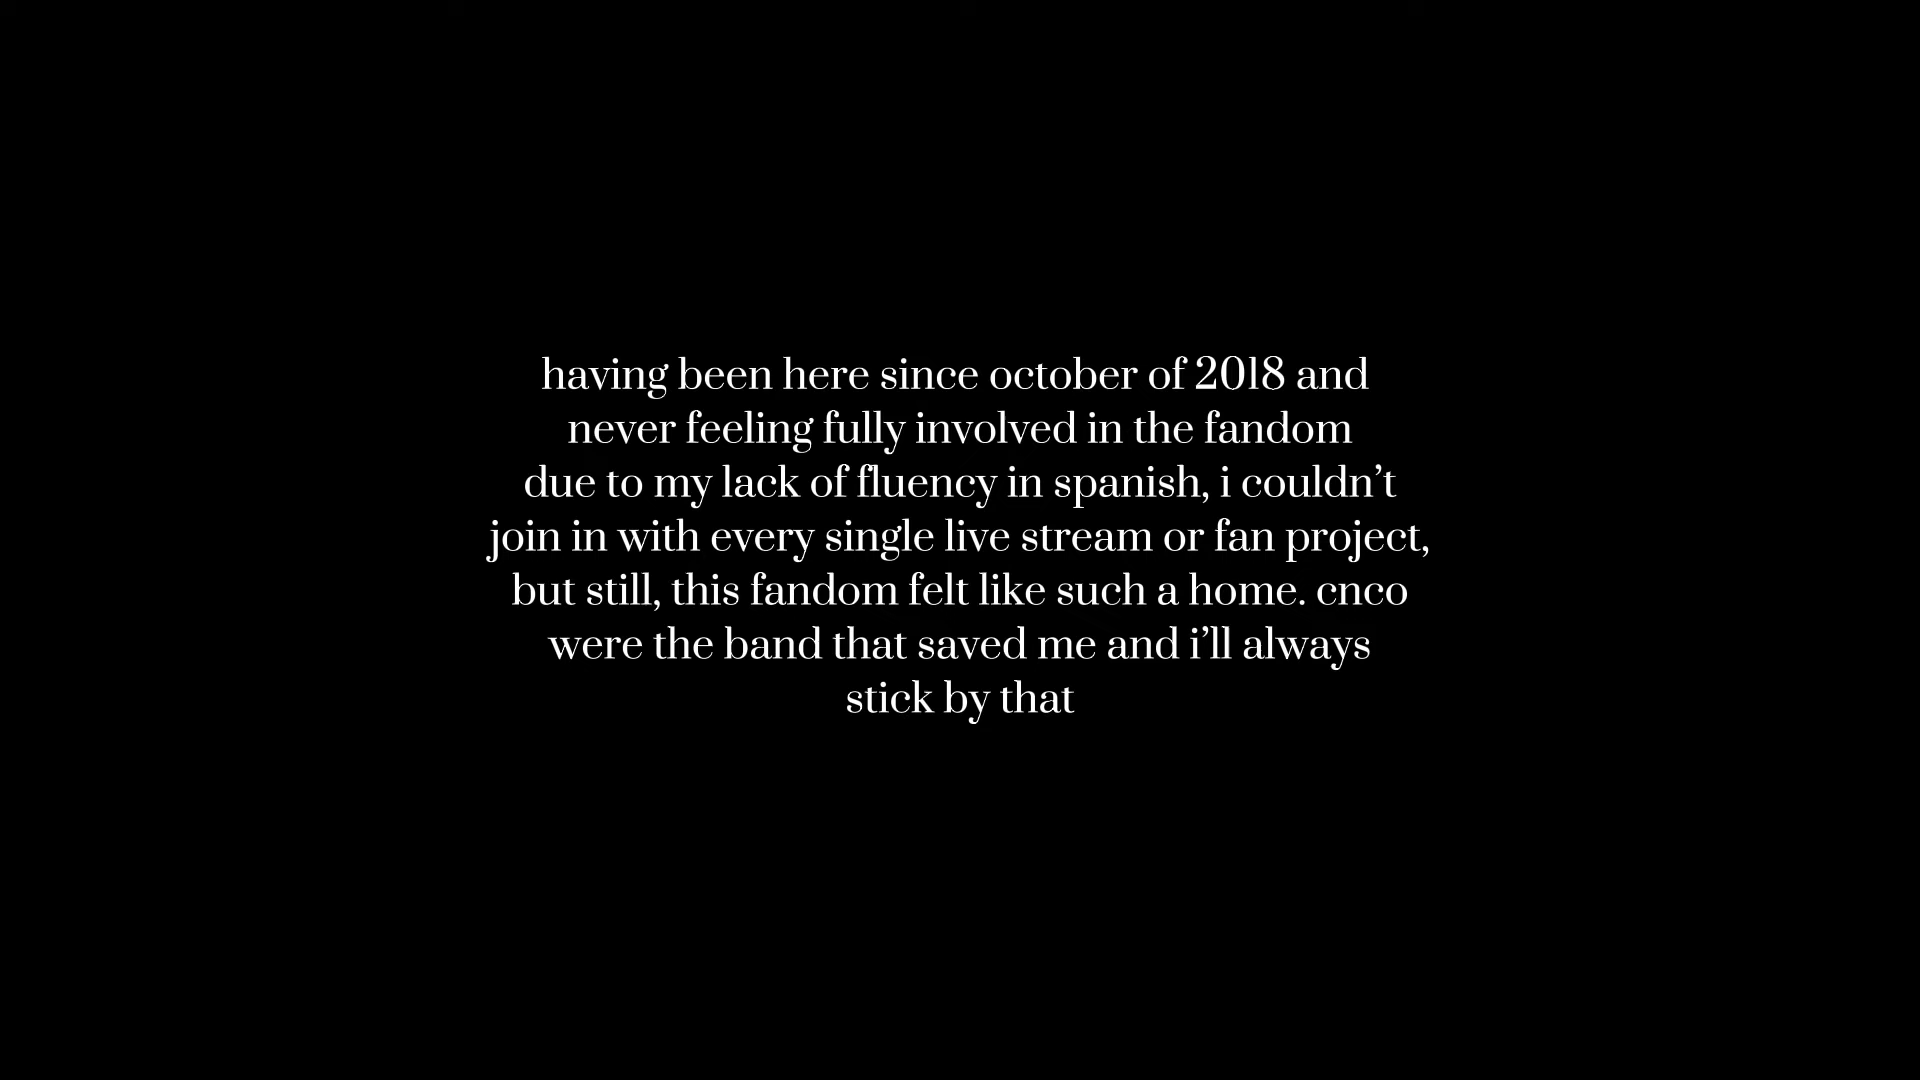 having been here since october of 2018 and
never feeling fully involved in the fandom
due to my lack of fluency in spanish, i couldn’t
join in with every single live stream or fan project,
but still, this fandom felt like such a home. cnco
were the band that saved me and i’ll always
stick by that